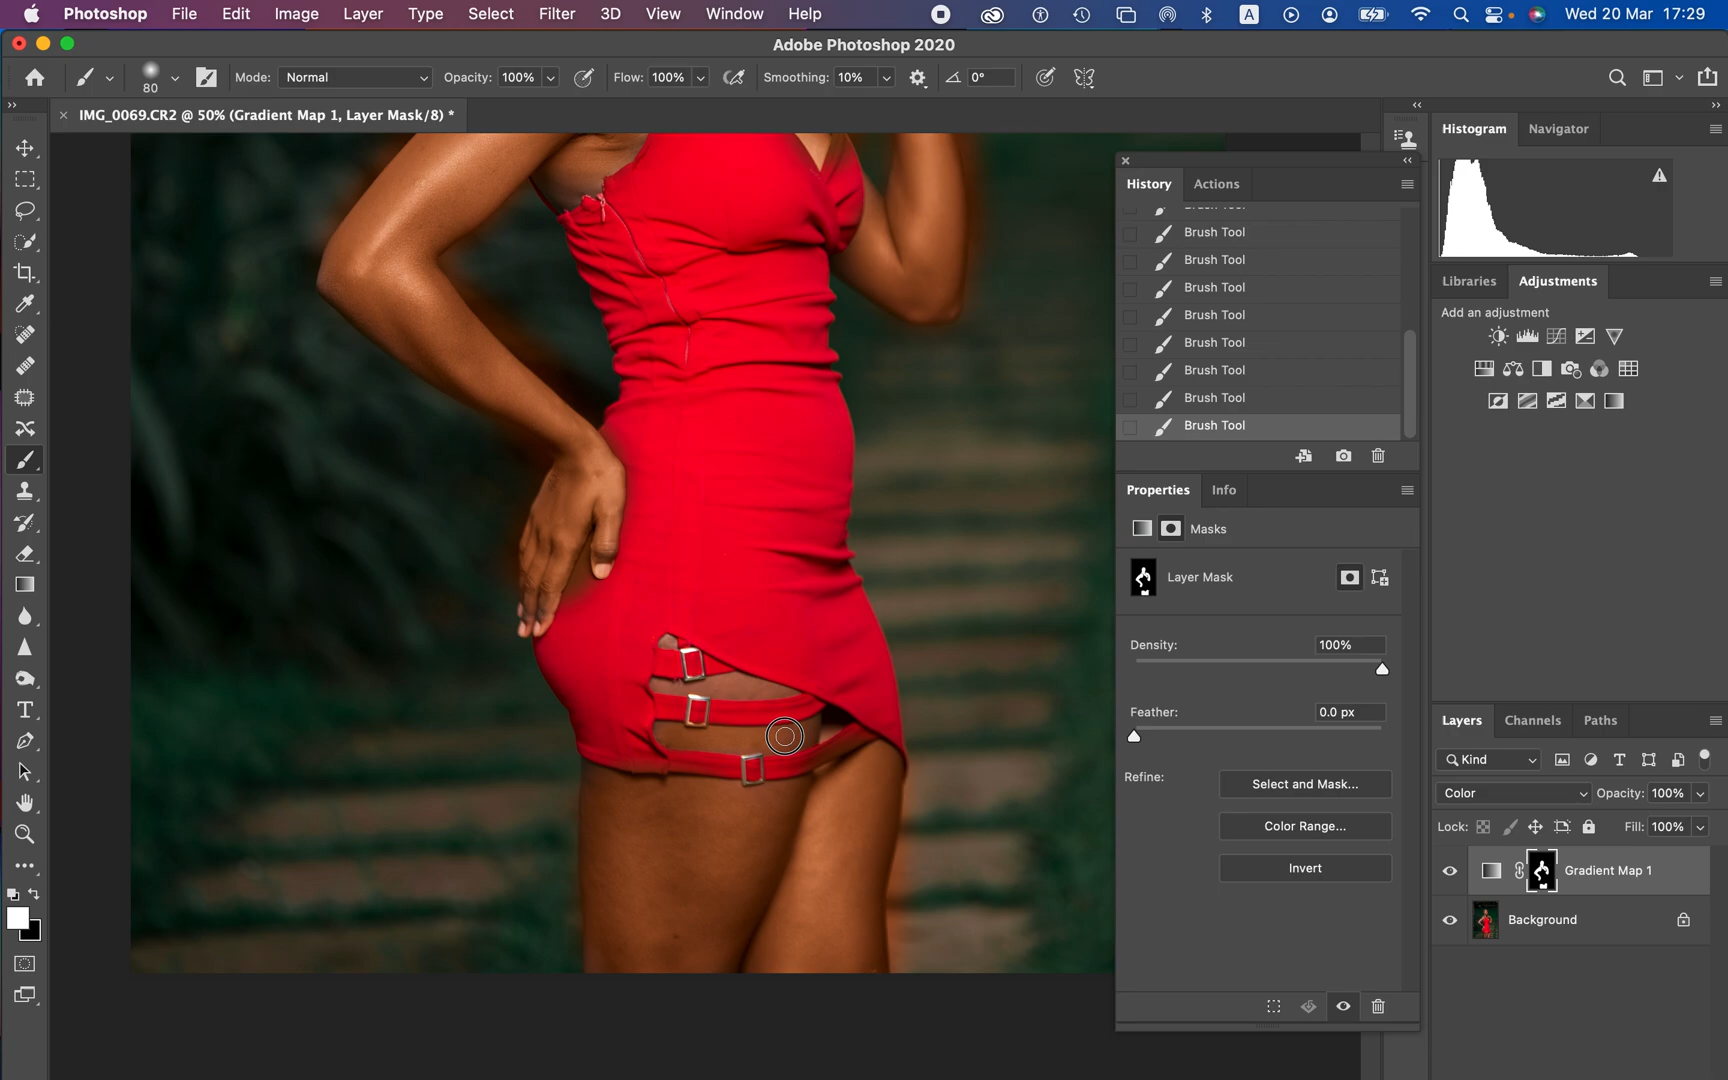 Photoshop File Edit Image Layer Type Select Filter 3D View Window Help A Wed 20 Mar 17:29
Adobe Photoshop 2020
80 Mode: Normal Opacity: 100% Flow: 100% Smoothing: 10% 0°
IMG_0069.CR2 @ 50% (Gradient Map 1, Layer Mask/8) *
Histogram Navigator
History Actions
Brush Tool
Brush Tool
Brush Tool
Brush Tool
Brush Tool
Brush Tool
Brush Tool
Brush Tool
Brush Tool
Libraries Adjustments
Add an adjustment
Properties Info
Masks
Layer Mask
Density: 100%
Feather: 0.0 px
Refine: Select and Mask...
Color Range...
Invert
Layers Channels Paths
Kind
Color Opacity: 100%
Lock: Fill: 100%
Gradient Map 1
Background